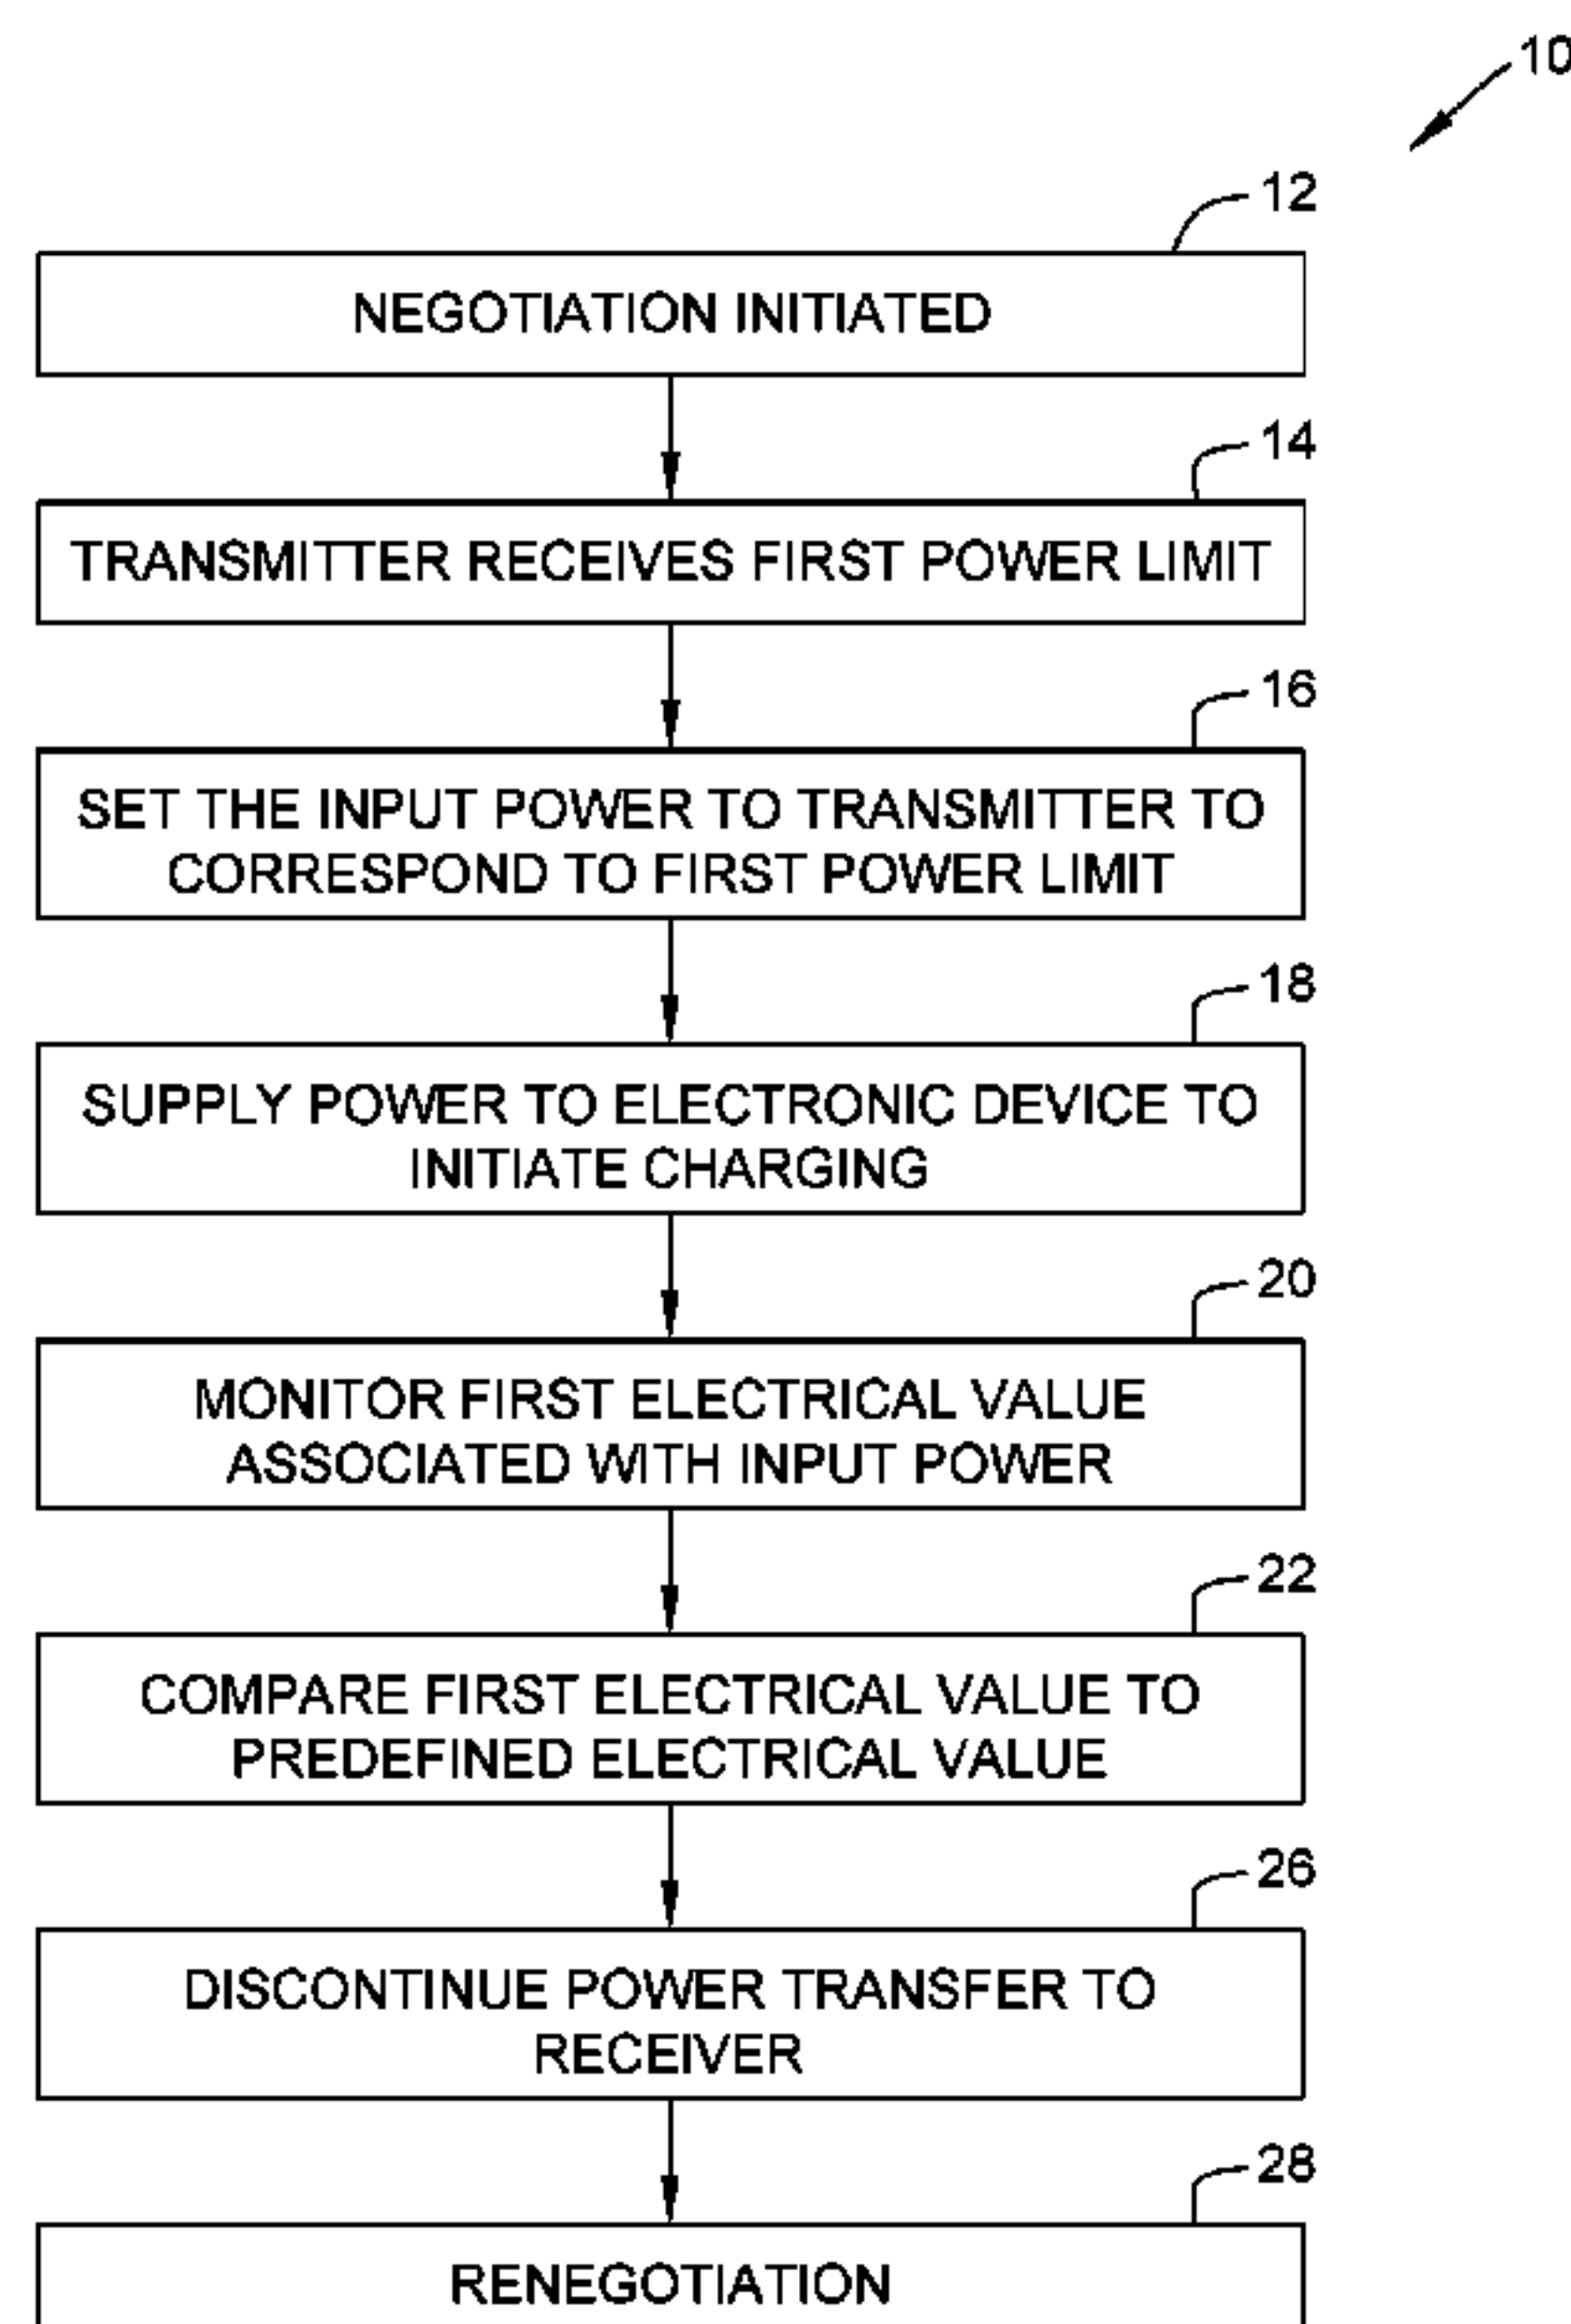 10
12
NEGOTIATION INITIATED
14
TRANSMITTER RECEIVES FIRST POWER LIMIT
16
SET THE INPUT POWER TO TRANSMITTER TO
CORRESPOND TO FIRST POWER LIMIT
18
SUPPLY POWER TO ELECTRONIC DEVICE TO
INITIATE CHARGING
20
MONITOR FIRST ELECTRICAL VALUE
ASSOCIATED WITH INPUT POWER
22
COMPARE FIRST ELECTRICAL VALUE TO
PREDEFINED ELECTRICAL VALUE
26
DISCONTINUE POWER TRANSFER TO
RECEIVER
28
RENEGOTIATION